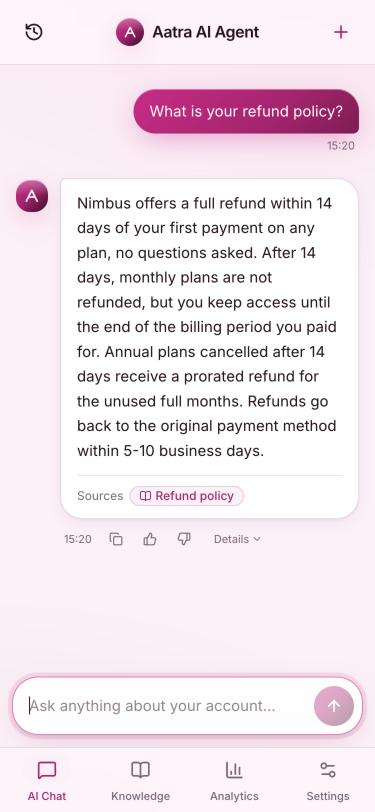 Aatra AI Agent
What is your refund policy?
15:20
Nimbus offers a full refund within 14
days of your first payment on any
plan, no questions asked. After 14
days, monthly plans are not
refunded, but you keep access until
the end of the billing period you paid
for. Annual plans cancelled after 14
days receive a prorated refund for
the unused full months. Refunds go
back to the original payment method
within 5-10 business days.
Sources Refund policy
15:20 Details
Ask anything about your account...
AI Chat Knowledge Analytics Settings